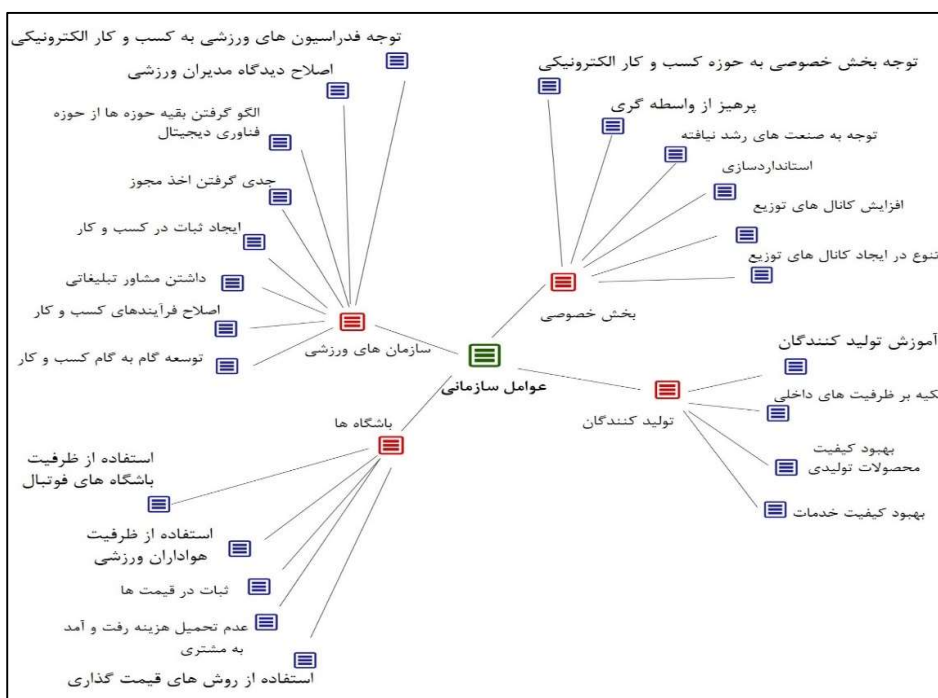 توجه فدراسیون های ورزشی به کسب و کار الکترونیکی
اصلاح دیدگاه مدیران ورزشی
الگو گرفتن بقیه حوزه ها از حوزه
فناوری دیجیتال
جدی گرفتن اخذ مجوز
ایجاد ثبات در کسب و کار
داشتن مشاور تبلیغاتی
اصلاح فرآیندهای کسب و کار
توسعه گام به گام کسب و کار
سازمان های ورزشی
توجه بخش خصوصی به حوزه کسب و کار الکترونیکی
پرهیز از واسطه گری
توجه به صنعت های رشد نیافته
استانداردسازی
افزایش کانال های توزیع
تنوع در ایجاد کانال های توزیع
بخش خصوصی
عوامل سازمانی
آموزش تولید کنندگان
کیه بر ظرفیت های داخلی
تولید کنندگان
بهبود کیفیت
محصولات تولیدی
بهبود کیفیت خدمات
باشگاه ها
استفاده از ظرفیت
باشگاه های فوتبال
استفاده از ظرفیت
هواداران ورزشی
ثبات در قیمت ها
عدم تحمیل هزینه رفت و آمد
به مشتری
استفاده از روش های قیمت گذاری